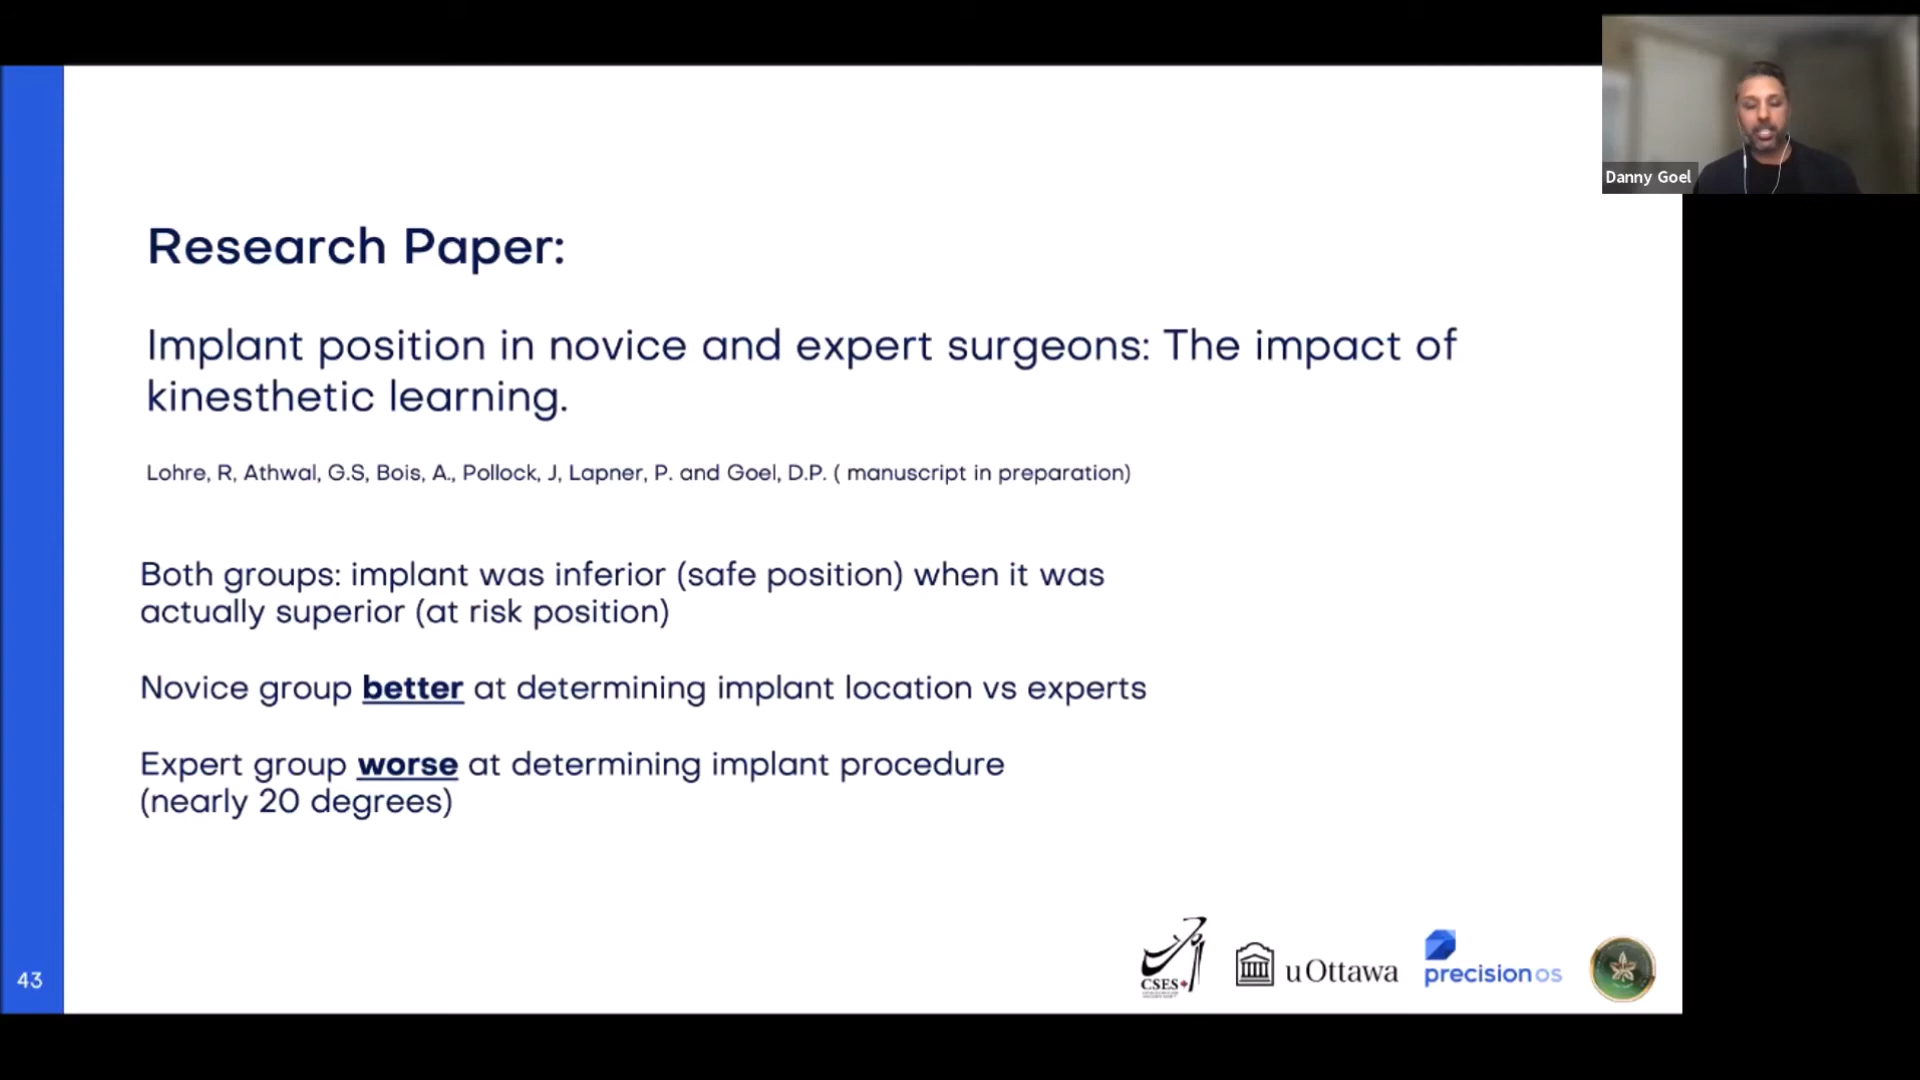 Danny Goel
Research Paper:
Implant position in novice and expert surgeons: The impact of
kinesthetic learning.
Lohre, R, Athwal, G.S, Bois, A., Pollock, J, Lapner, P. and Goel, D.P. ( manuscript in preparation)
Both groups: implant was inferior (safe position) when it was
actually superior (at risk position)
Novice group better at determining implant location vs experts
Expert group worse at determining implant procedure
(nearly 20 degrees)
43
CSES
uOttawa
precision os